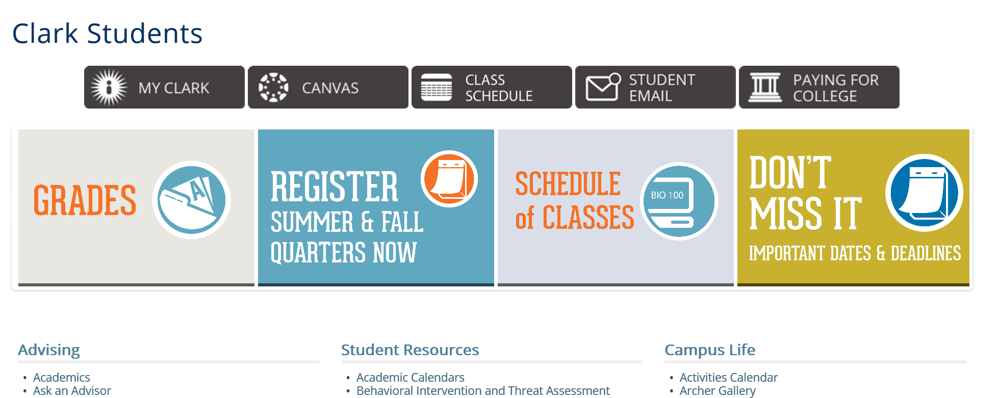 Clark Students
MY CLARK
CANVAS
CLASS
SCHEDULE
STUDENT
EMAIL
PAYING FOR
COLLEGE
GRADES
A
REGISTER
SUMMER & FALL
QUARTERS NOW
SCHEDULE
of CLASSES
BIO 100
DON'T
MISS IT
IMPORTANT DATES & DEADLINES
Advising
• Academics
• Ask an Advisor
Student Resources
• Academic Calendars
• Behavioral Intervention and Threat Assessment
Campus Life
• Activities Calendar
• Archer Gallery